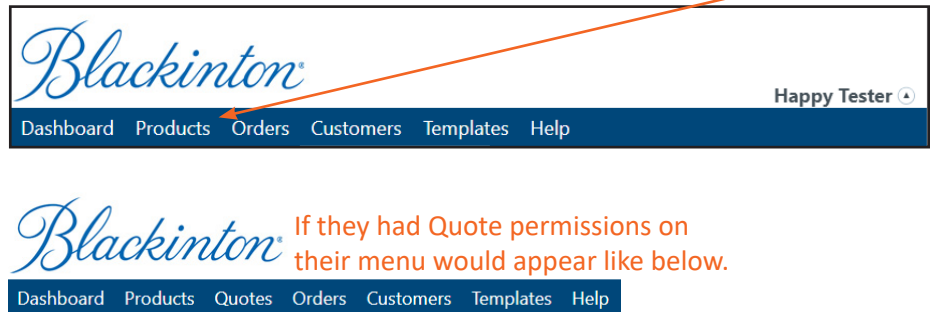 Blackinton®
Happy Tester
Dashboard Products Orders Customers Templates Help
Blackinton®
If they had Quote permissions on
their menu would appear like below.
Dashboard Products Quotes Orders Customers Templates Help